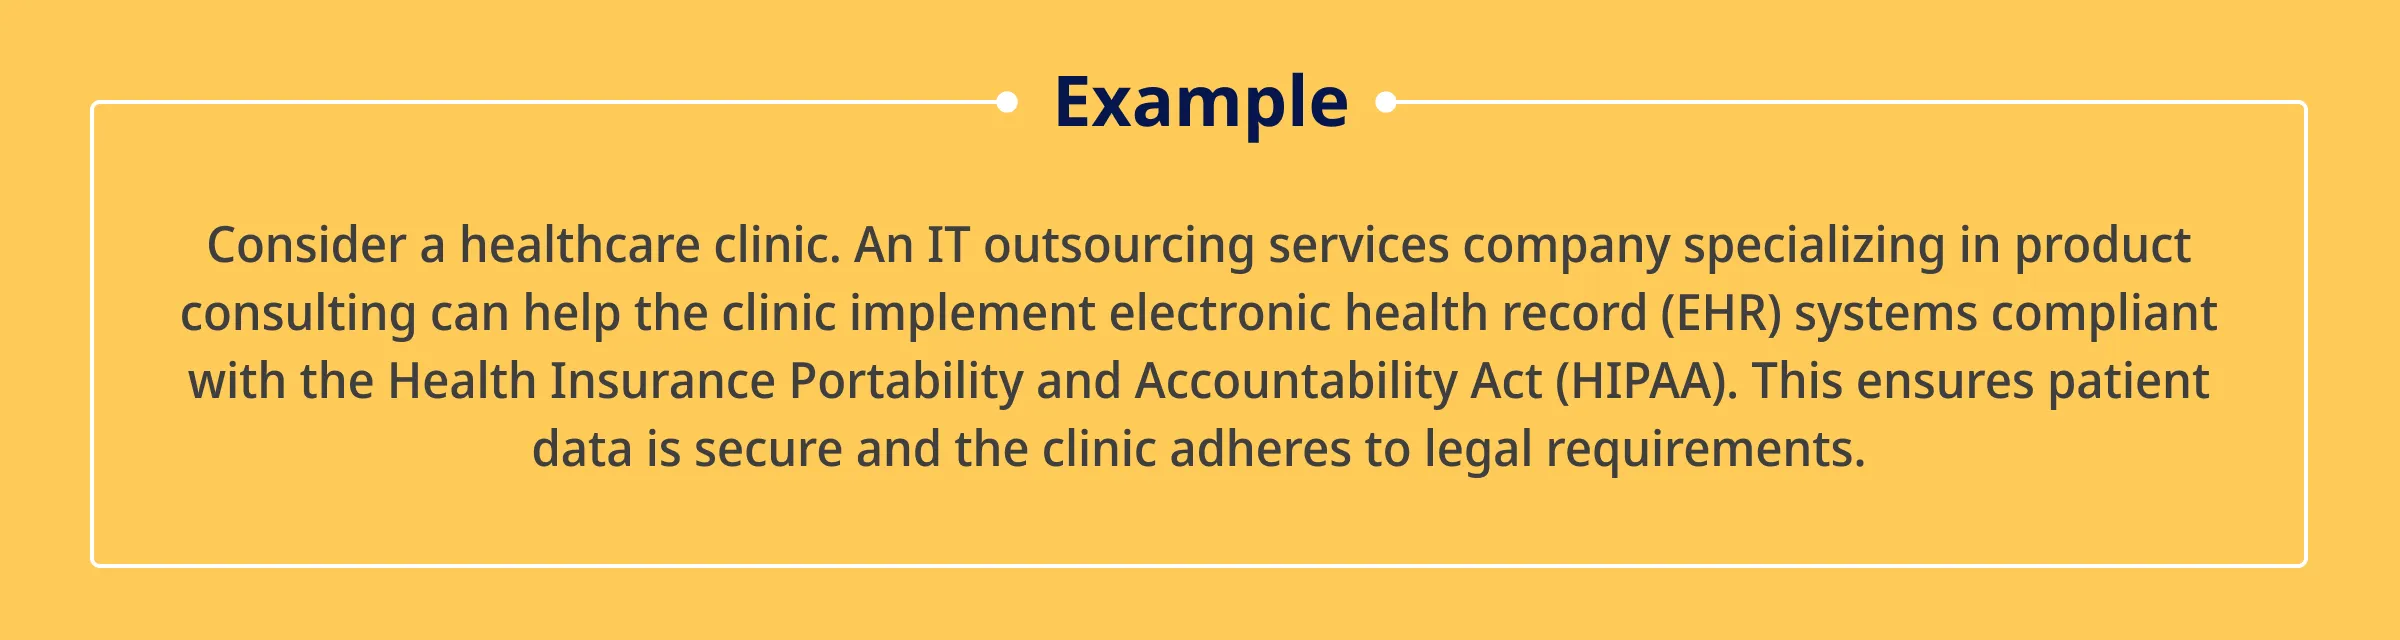 Example
Consider a healthcare clinic. An IT outsourcing services company specializing in product
consulting can help the clinic implement electronic health record (EHR) systems compliant
with the Health Insurance Portability and Accountability Act (HIPAA). This ensures patient
data is secure and the clinic adheres to legal requirements.